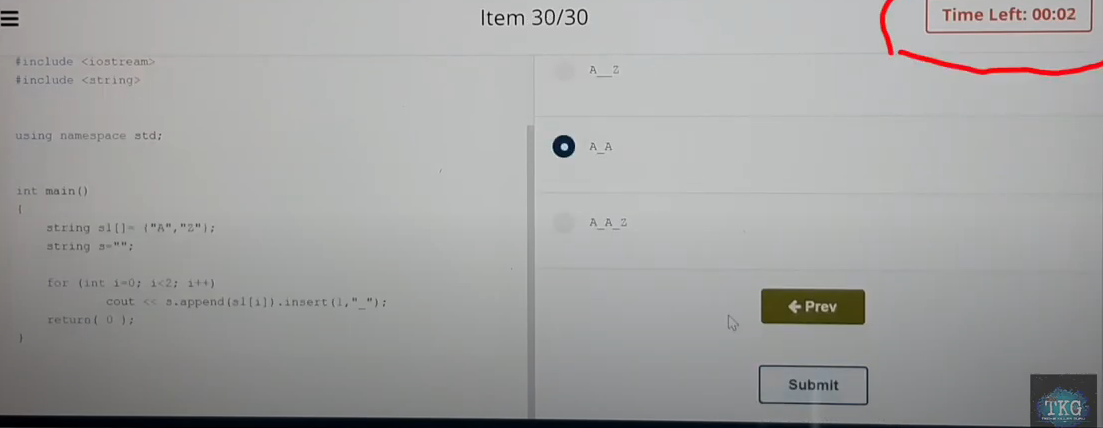 Item 30/30
Time Left: 00:02
#include <iostream>
#include <string>
using namespace std;
int main()
{
string s1[]= {"A","Z"};
string s="";
for (int i=0; i<2; i++)
cout << s.append(s1[i]).insert(1,"_");
return( 0 );
}
A__Z
A_A
A_A_Z
← Prev
Submit
TKG